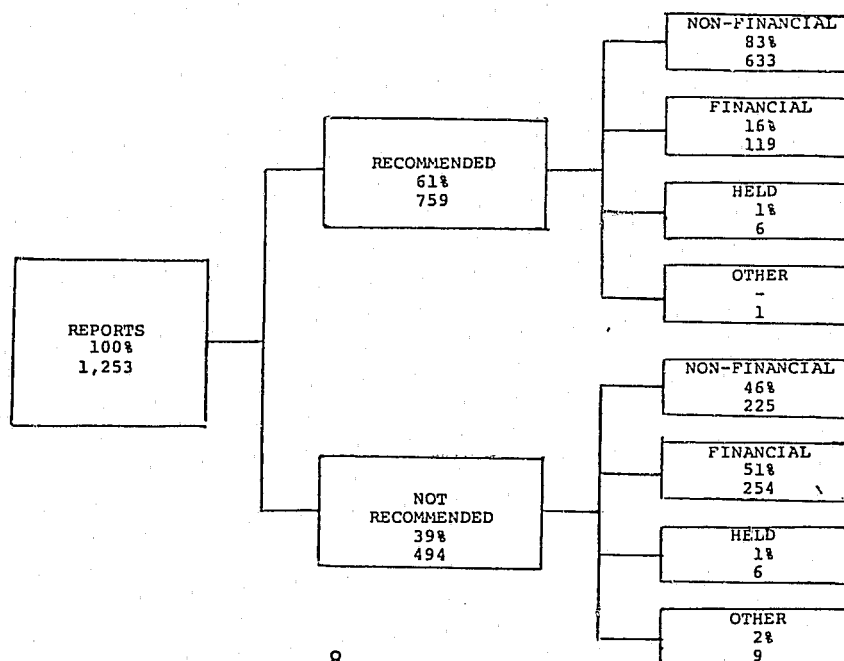 REPORTS
100%
1,253
RECOMMENDED
61%
759
NON-FINANCIAL
83%
633
FINANCIAL
16%
119
HELD
1%
6
OTHER
-
1
NOT
RECOMMENDED
39%
494
NON-FINANCIAL
46%
225
FINANCIAL
51%
254
HELD
1%
6
OTHER
2%
9
8